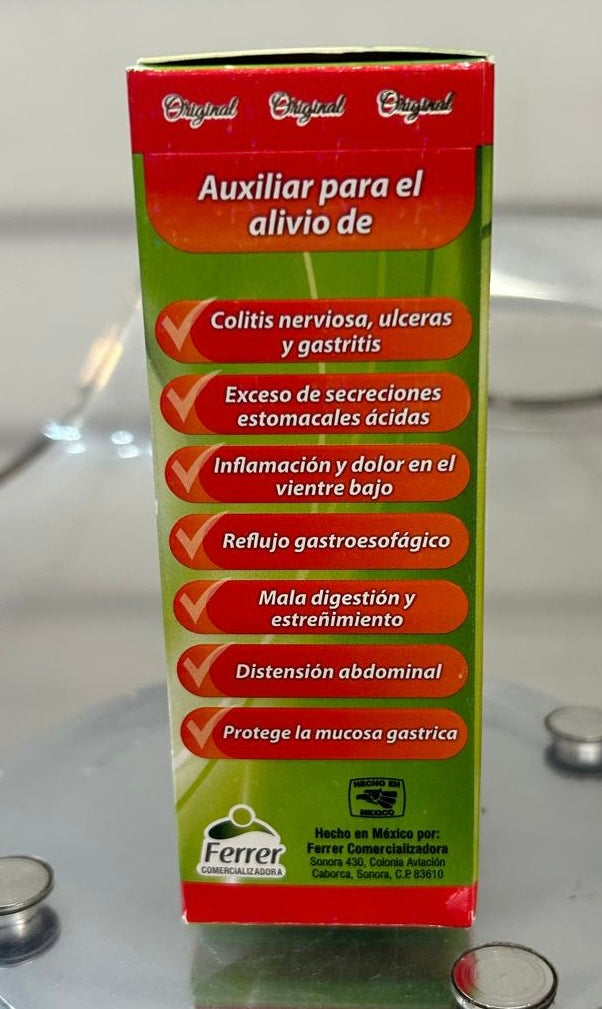 Original Original Original
Auxiliar para el
alivio de
Colitis nerviosa, ulceras
y gastritis
Exceso de secreciones
estomacales ácidas
Inflamación y dolor en el
vientre bajo
Reflujo gastroesofágico
Mala digestión y
estreñimiento
Distensión abdominal
Protege la mucosa gastrica
HECHO EN
MEXICO
Ferrer
COMERCIALIZADORA
Hecho en México por:
Ferrer Comercializadora
Sonora 430, Colonia Aviación
Caborca, Sonora, C.P. 83610